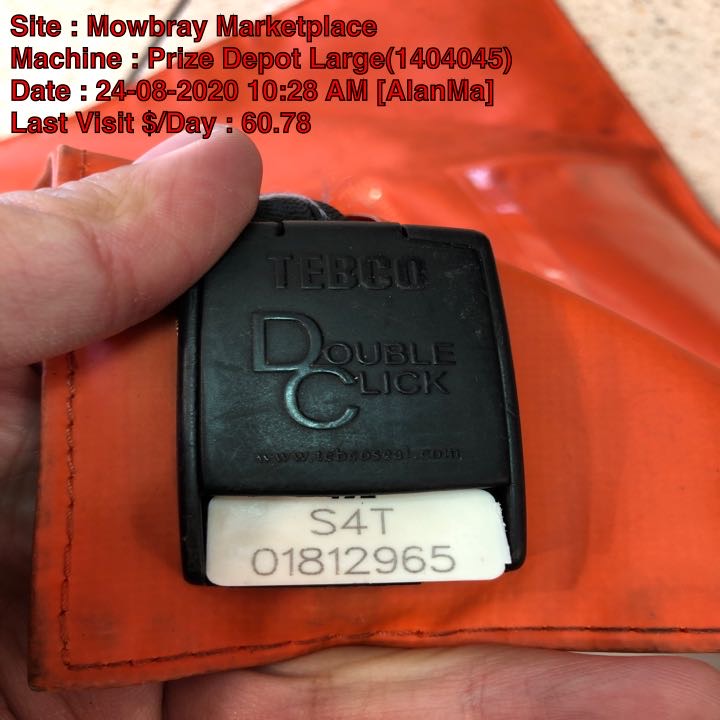 Site : Mowbray Marketplace
Machine : Prize Depot Large(1404045)
Date : 24-08-2020 10:28 AM [AlanMa]
Last Visit $/Day : 60.78
TEBCO
DOUBLE
CLICK
www.tebcoseal.com
S4T
01812965